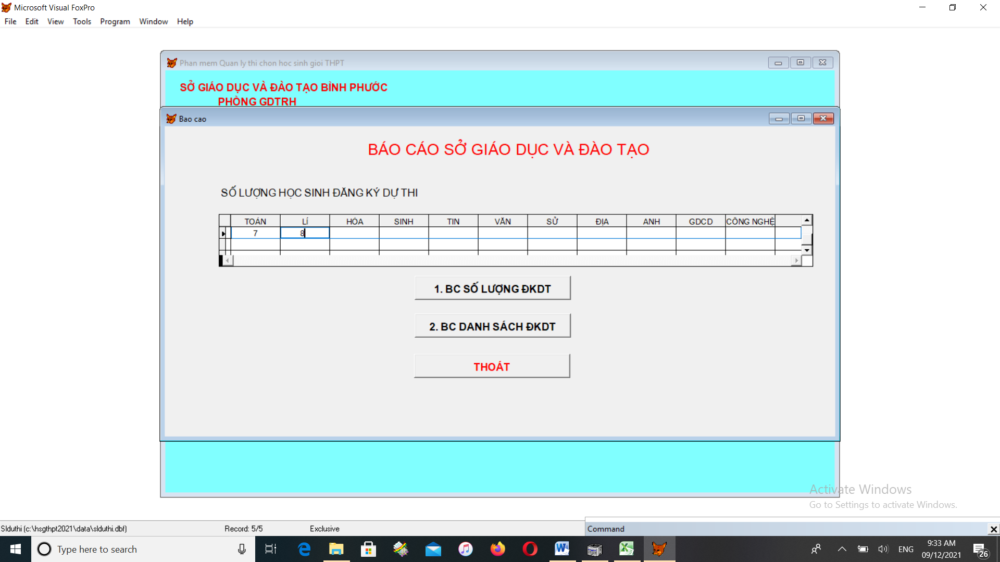 Microsoft Visual FoxPro
File Edit View Tools Program Window Help
Phan mem Quan ly thi chon hoc sinh gioi THPT
SỞ GIÁO DỤC VÀ ĐÀO TẠO BÌNH PHƯỚC
PHÒNG GDTRH
Bao cao
BÁO CÁO SỞ GIÁO DỤC VÀ ĐÀO TẠO
SỐ LƯỢNG HỌC SINH ĐĂNG KÝ DỰ THI
TOÁN LÍ HÓA SINH TIN VĂN SỬ ĐỊA ANH GDCD CÔNG NGHỆ
7 8
1. BC SỐ LƯỢNG ĐKDT
2. BC DANH SÁCH ĐKDT
THOÁT
Activate Windows
Go to Settings to activate Windows.
Slduthi (c:\hsgthpt2021\data\slduthi.dbf) Record: 5/5 Exclusive
Command
Type here to search
ENG
9:33 AM
09/12/2021
26